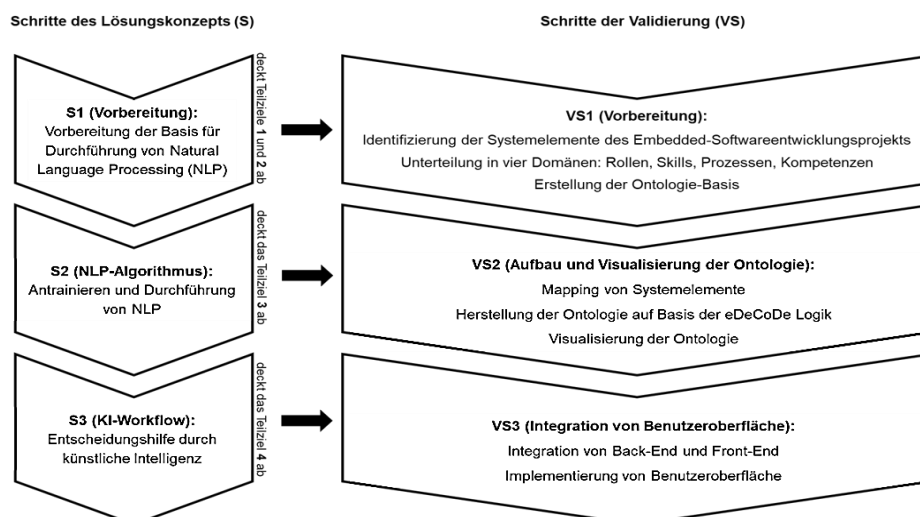 Schritte des Lösungskonzepts (S)
Schritte der Validierung (VS)
S1 (Vorbereitung):
Vorbereitung der Basis für
Durchführung von Natural
Language Processing (NLP)
deckt Teilziele 1 und 2 ab
VS1 (Vorbereitung):
Identifizierung der Systemelemente des Embedded-Softwareentwicklungsprojekts
Unterteilung in vier Domänen: Rollen, Skills, Prozessen, Kompetenzen
Erstellung der Ontologie-Basis
S2 (NLP-Algorithmus):
Antrainieren und Durchführung
von NLP
deckt das Teilziel 3 ab
VS2 (Aufbau und Visualisierung der Ontologie):
Mapping von Systemelemente
Herstellung der Ontologie auf Basis der eDeCoDe Logik
Visualisierung der Ontologie
S3 (KI-Workflow):
Entscheidungshilfe durch
künstliche Intelligenz
deckt das Teilziel 4 ab
VS3 (Integration von Benutzeroberfläche):
Integration von Back-End und Front-End
Implementierung von Benutzeroberfläche